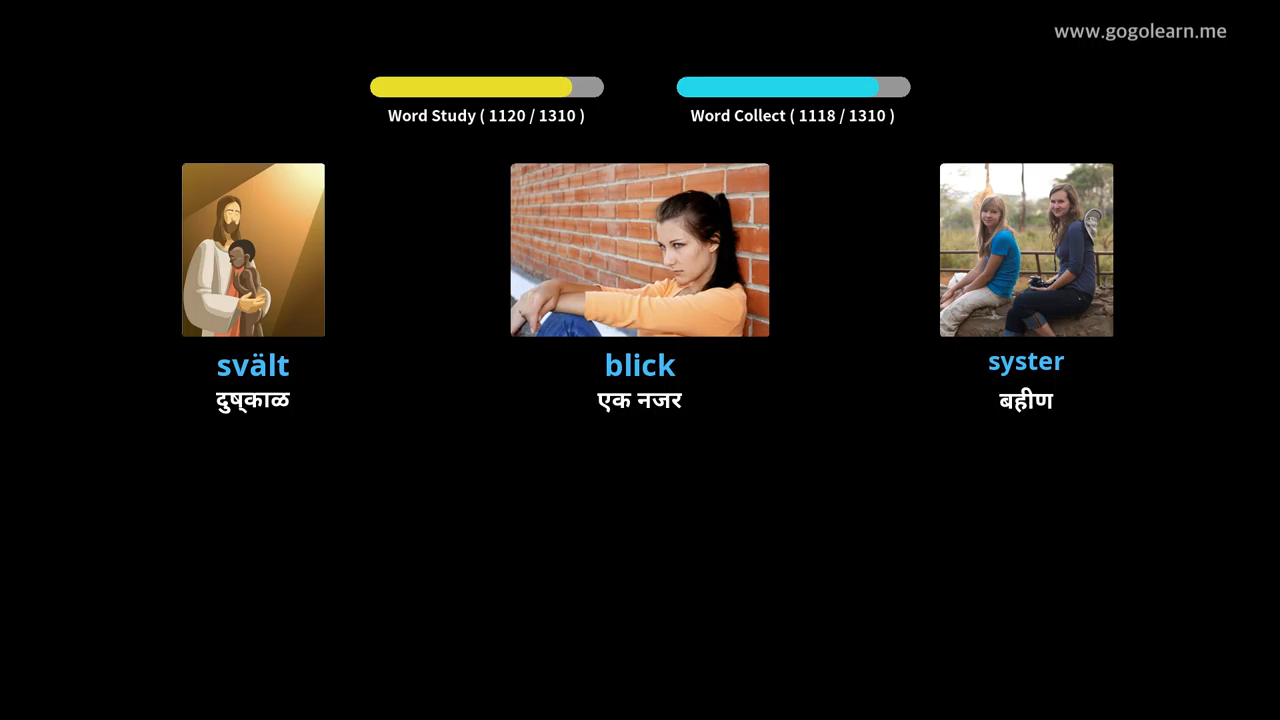 www.gogolearn.me
Word Study ( 1120 / 1310 )
Word Collect ( 1118 / 1310 )
svält
blick
syster
दुष्काळ
एक नजर
बहीण